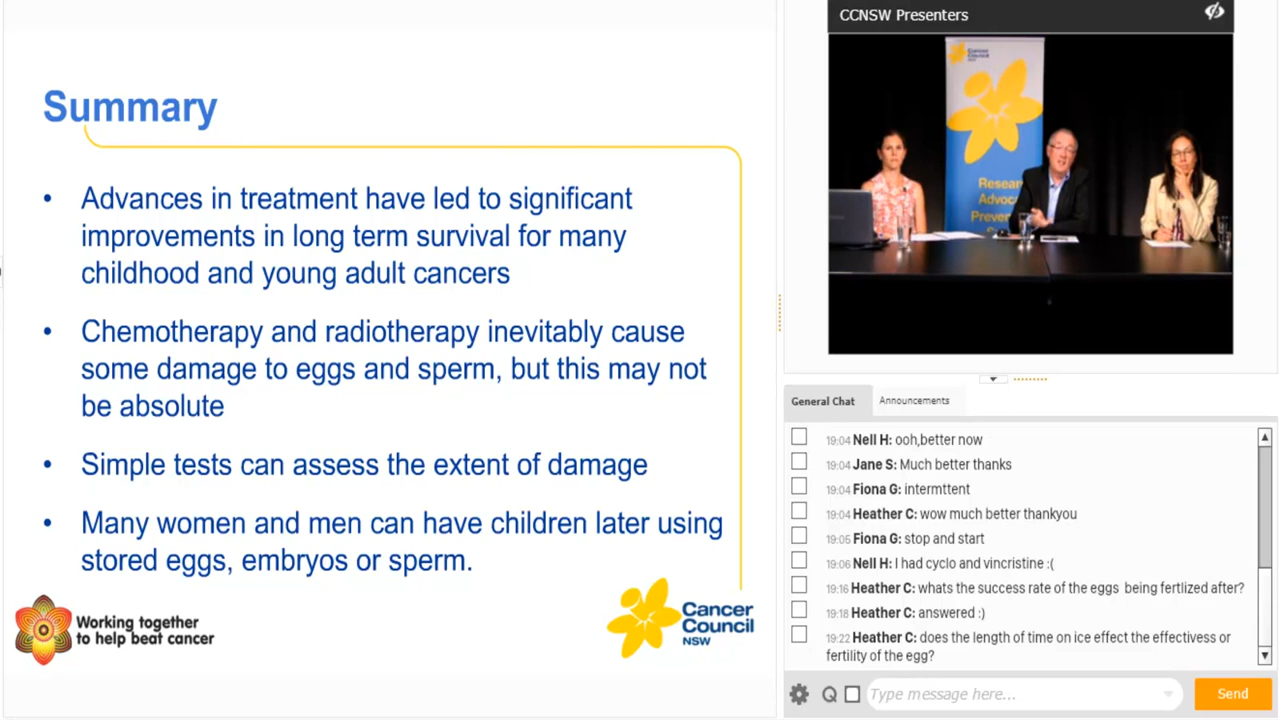 Summary
• Advances in treatment have led to significant
improvements in long term survival for many
childhood and young adult cancers
• Chemotherapy and radiotherapy inevitably cause
some damage to eggs and sperm, but this may not
be absolute
• Simple tests can assess the extent of damage
• Many women and men can have children later using
stored eggs, embryos or sperm.
Working together
to help beat cancer
Cancer
Council
NSW
CCNSW Presenters
Cancer
Council
General Chat
Announcements
19:04 Nell H: ooh,better now
19:04 Jane S: Much better thanks
19:04 Fiona G: intermttent
19:04 Heather C: wow much better thankyou
19:05 Fiona G: stop and start
19:06 Nell H: I had cyclo and vincristine :(
19:16 Heather C: whats the success rate of the eggs being fertlized after?
19:18 Heather C: answered :)
19:22 Heather C: does the length of time on ice effect the effectivess or
fertility of the egg?
Q
Type message here...
Send